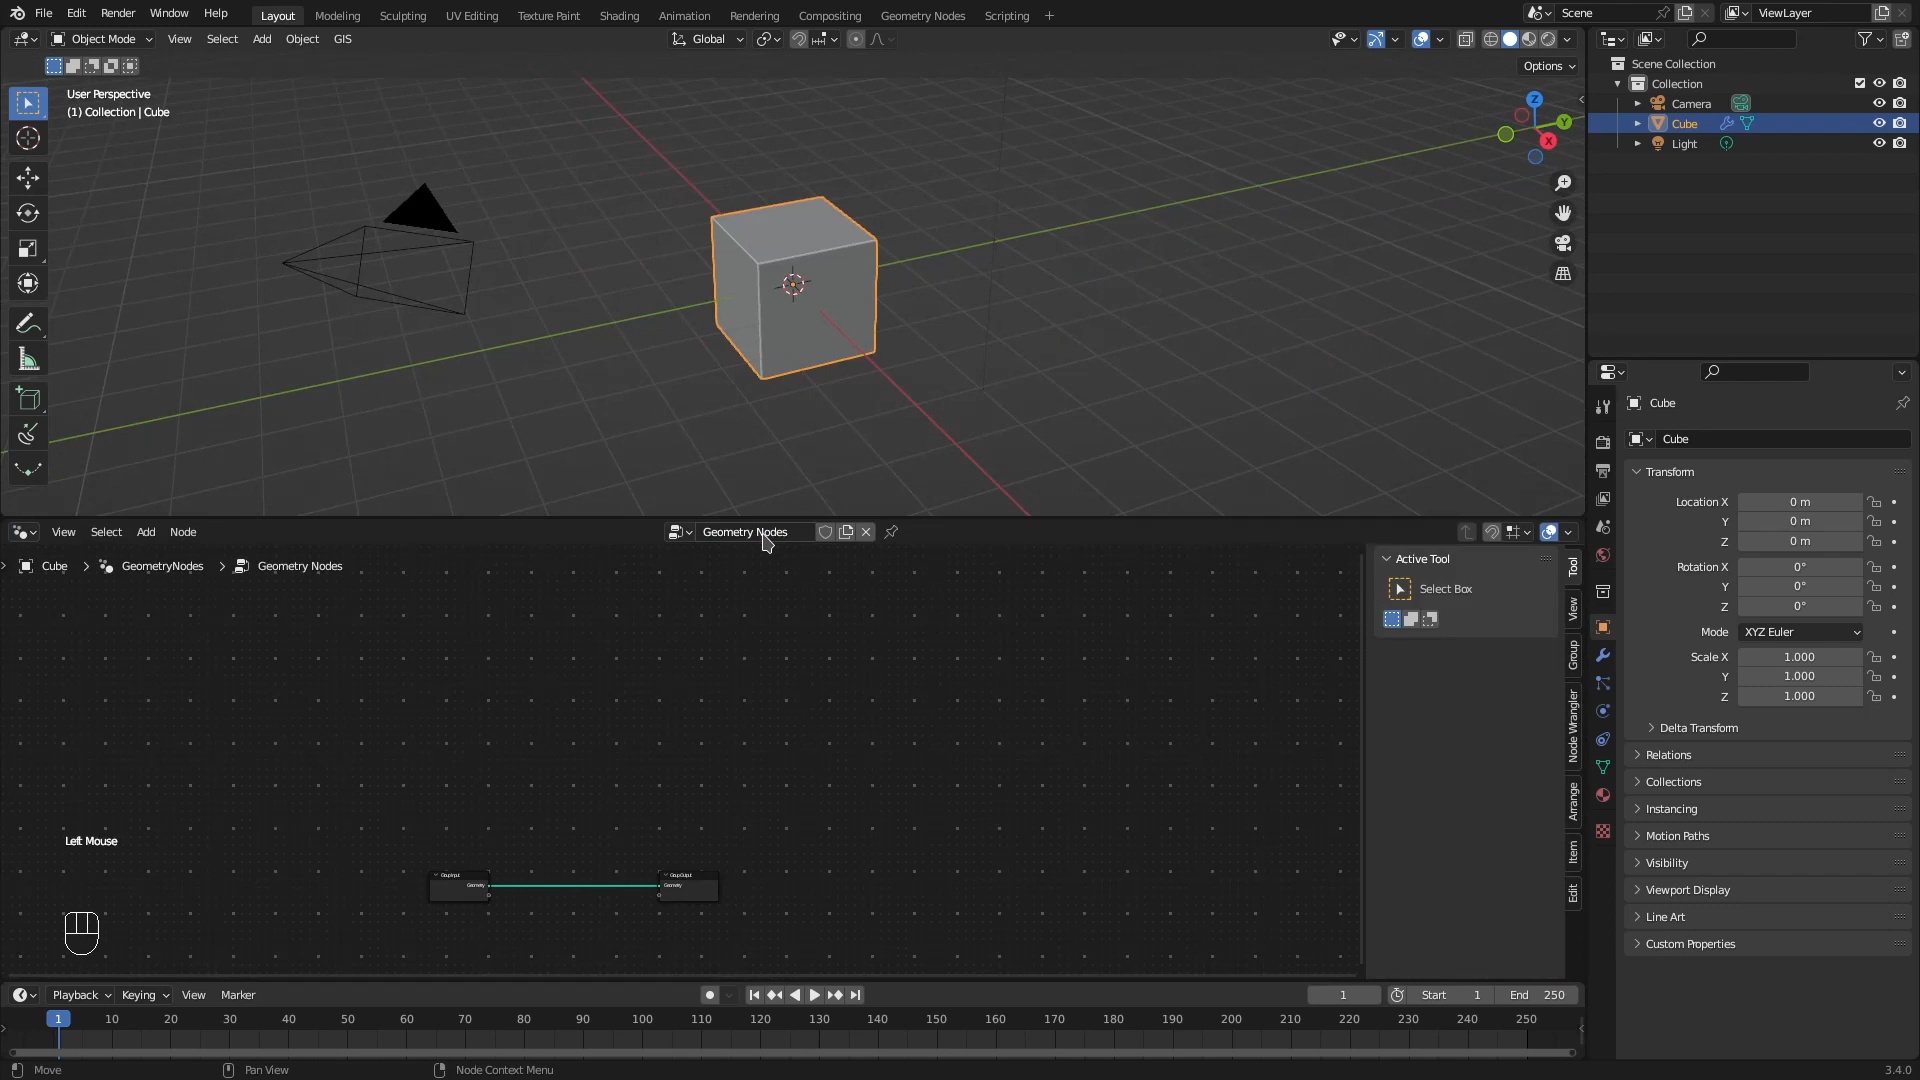 File Edit Render Window Help Layout Modeling Sculpting UV Editing Texture Paint Shading Animation Rendering Compositing Geometry Nodes Scripting + Scene ViewLayer
Object Mode View Select Add Object GIS Global
Options
User Perspective
(1) Collection | Cube
Z
Y
X
Scene Collection
Collection
Camera
Cube
Light
Cube
Cube
Transform
Location X 0 m
Y 0 m
Z 0 m
Rotation X 0°
Y 0°
Z 0°
Mode XYZ Euler
Scale X 1.000
Y 1.000
Z 1.000
Delta Transform
Relations
Collections
Instancing
Motion Paths
Visibility
Viewport Display
Line Art
Custom Properties
View Select Add Node Geometry Nodes
Cube > GeometryNodes > Geometry Nodes
Active Tool
Select Box
Tool
View
Group
Node Wrangler
Arrange
Item
Edit
Left Mouse
Group Input
Geometry
Group Output
Geometry
Playback Keying View Marker 1 Start 1 End 250
1 10 20 30 40 50 60 70 80 90 100 110 120 130 140 150 160 170 180 190 200 210 220 230 240 250
Move Pan View Node Context Menu 3.4.0